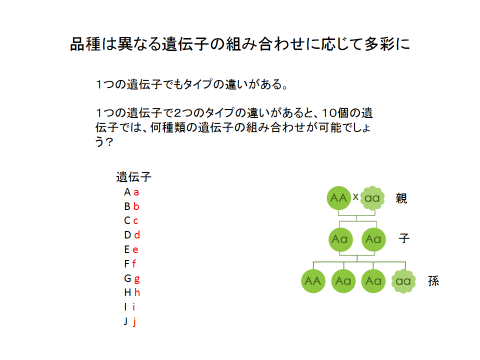 品種は異なる遺伝子の組み合わせに応じて多彩に
１つの遺伝子でもタイプの違いがある。
１つの遺伝子で２つのタイプの違いがあると、１０個の遺
伝子では、何種類の遺伝子の組み合わせが可能でしょ
う？
遺伝子
A a
B b
C c
D d
E e
F f
G g
H h
I i
J j
AA x aa 親
Aa Aa 子
AA Aa Aa aa 孫